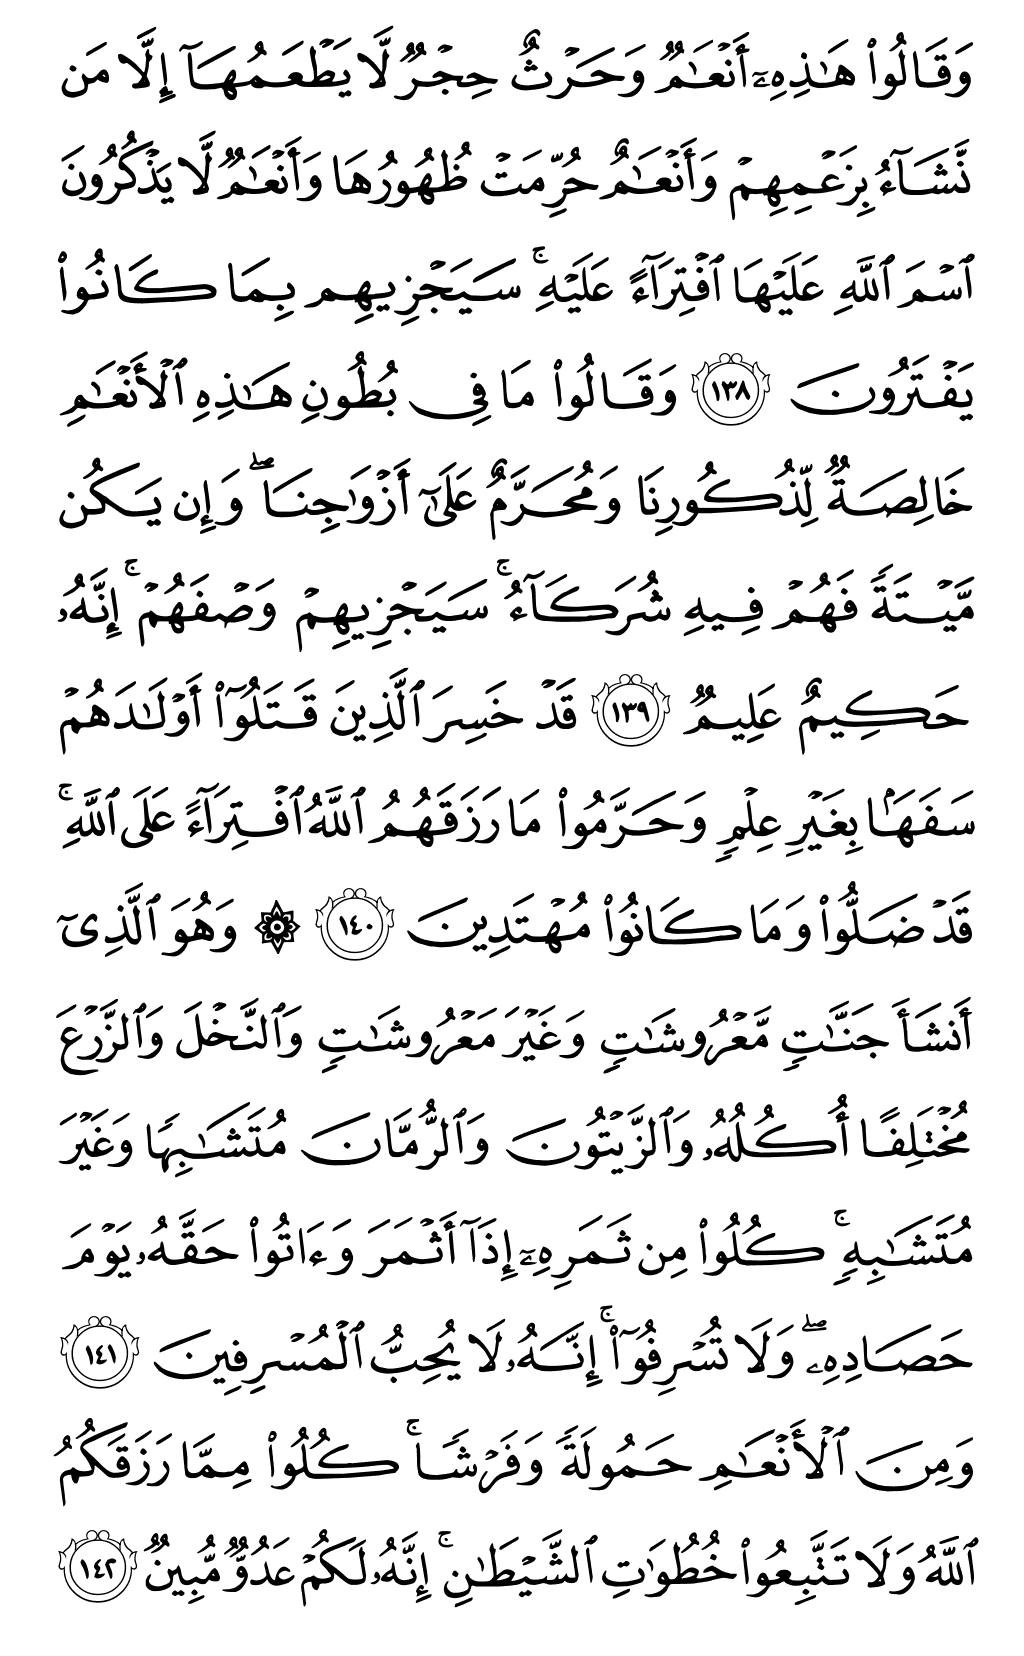 وَقَالُوا۟ هَـٰذِهِۦٓ أَنْعَـٰمٌ وَحَرْثٌ حِجْرٌ لَّا يَطْعَمُهَآ إِلَّا مَن
نَّشَآءُ بِزَعْمِهِمْ وَأَنْعَـٰمٌ حُرِّمَتْ ظُهُورُهَا وَأَنْعَـٰمٌ لَّا يَذْكُرُونَ
ٱسْمَ ٱللَّهِ عَلَيْهَا ٱفْتِرَآءً عَلَيْهِ ۚ سَيَجْزِيهِم بِمَا كَانُوا۟
يَفْتَرُونَ ١٣٨ وَقَالُوا۟ مَا فِى بُطُونِ هَـٰذِهِ ٱلْأَنْعَـٰمِ
خَالِصَةٌ لِّذُكُورِنَا وَمُحَرَّمٌ عَلَىٰٓ أَزْوَٰجِنَا ۖ وَإِن يَكُن
مَّيْتَةً فَهُمْ فِيهِ شُرَكَآءُ ۚ سَيَجْزِيهِمْ وَصْفَهُمْ ۚ إِنَّهُۥ
حَكِيمٌ عَلِيمٌ ١٣٩ قَدْ خَسِرَ ٱلَّذِينَ قَتَلُوٓا۟ أَوْلَـٰدَهُمْ
سَفَهًۢا بِغَيْرِ عِلْمٍ وَحَرَّمُوا۟ مَا رَزَقَهُمُ ٱللَّهُ ٱفْتِرَآءً عَلَى ٱللَّهِ ۚ
قَدْ ضَلُّوا۟ وَمَا كَانُوا۟ مُهْتَدِينَ ١٤٠ ۞ وَهُوَ ٱلَّذِىٓ
أَنشَأَ جَنَّـٰتٍ مَّعْرُوشَـٰتٍ وَغَيْرَ مَعْرُوشَـٰتٍ وَٱلنَّخْلَ وَٱلزَّرْعَ
مُخْتَلِفًا أُكُلُهُۥ وَٱلزَّيْتُونَ وَٱلرُّمَّانَ مُتَشَـٰبِهًا وَغَيْرَ
مُتَشَـٰبِهٍ ۚ كُلُوا۟ مِن ثَمَرِهِۦٓ إِذَآ أَثْمَرَ وَءَاتُوا۟ حَقَّهُۥ يَوْمَ
حَصَادِهِۦ ۖ وَلَا تُسْرِفُوٓا۟ ۚ إِنَّهُۥ لَا يُحِبُّ ٱلْمُسْرِفِينَ ١٤١
وَمِنَ ٱلْأَنْعَـٰمِ حَمُولَةً وَفَرْشًا ۚ كُلُوا۟ مِمَّا رَزَقَكُمُ
ٱللَّهُ وَلَا تَتَّبِعُوا۟ خُطُوَٰتِ ٱلشَّيْطَـٰنِ ۚ إِنَّهُۥ لَكُمْ عَدُوٌّ مُّبِينٌ ١٤٢